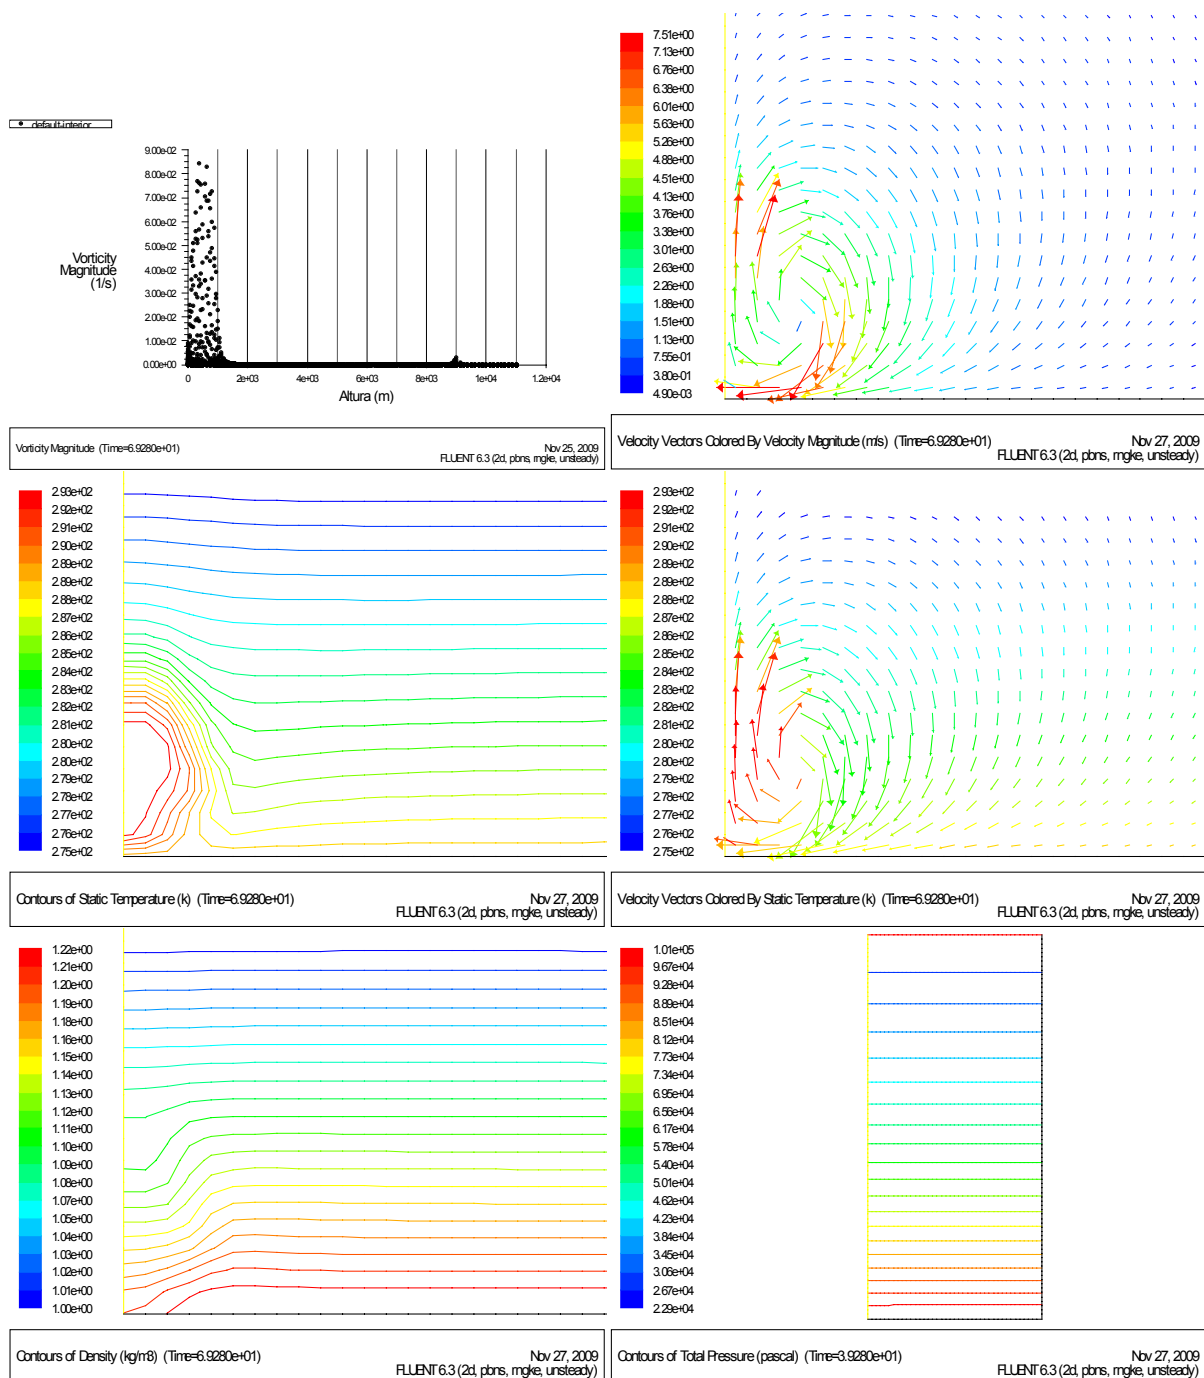 default-interior
9.00e-02
8.00e-02
7.00e-02
6.00e-02
5.00e-02
4.00e-02
3.00e-02
2.00e-02
1.00e-02
0.00e+00
Vorticity
Magnitude
(1/s)
0
2e+03
4e+03
6e+03
8e+03
1e+04
1.2e+04
Altura (m)
Vorticity Magnitude (Time=6.9280e+01)
Nov 25, 2009
FLUENT 6.3 (2d, pbns, rngke, unsteady)
7.51e+00
7.13e+00
6.76e+00
6.38e+00
6.01e+00
5.63e+00
5.26e+00
4.88e+00
4.51e+00
4.13e+00
3.76e+00
3.38e+00
3.01e+00
2.63e+00
2.26e+00
1.88e+00
1.51e+00
1.13e+00
7.55e-01
3.80e-01
4.90e-03
Velocity Vectors Colored By Velocity Magnitude (m/s) (Time=6.9280e+01)
Nov 27, 2009
FLUENT 6.3 (2d, pbns, rngke, unsteady)
2.93e+02
2.92e+02
2.91e+02
2.90e+02
2.89e+02
2.89e+02
2.88e+02
2.87e+02
2.86e+02
2.85e+02
2.84e+02
2.83e+02
2.82e+02
2.81e+02
2.80e+02
2.80e+02
2.79e+02
2.78e+02
2.77e+02
2.76e+02
2.75e+02
Contours of Static Temperature (k) (Time=6.9280e+01)
Nov 27, 2009
FLUENT 6.3 (2d, pbns, rngke, unsteady)
2.93e+02
2.92e+02
2.91e+02
2.90e+02
2.89e+02
2.89e+02
2.88e+02
2.87e+02
2.86e+02
2.85e+02
2.84e+02
2.83e+02
2.82e+02
2.81e+02
2.80e+02
2.80e+02
2.79e+02
2.78e+02
2.77e+02
2.76e+02
2.75e+02
Velocity Vectors Colored By Static Temperature (k) (Time=6.9280e+01)
Nov 27, 2009
FLUENT 6.3 (2d, pbns, rngke, unsteady)
1.22e+00
1.21e+00
1.20e+00
1.19e+00
1.18e+00
1.16e+00
1.15e+00
1.14e+00
1.13e+00
1.12e+00
1.11e+00
1.10e+00
1.09e+00
1.08e+00
1.07e+00
1.05e+00
1.04e+00
1.03e+00
1.02e+00
1.01e+00
1.00e+00
Contours of Density (kg/m3) (Time=6.9280e+01)
Nov 27, 2009
FLUENT 6.3 (2d, pbns, rngke, unsteady)
1.01e+05
9.67e+04
9.28e+04
8.89e+04
8.51e+04
8.12e+04
7.73e+04
7.34e+04
6.95e+04
6.56e+04
6.17e+04
5.78e+04
5.40e+04
5.01e+04
4.62e+04
4.23e+04
3.84e+04
3.45e+04
3.06e+04
2.67e+04
2.29e+04
Contours of Total Pressure (pascal) (Time=3.9280e+01)
Nov 27, 2009
FLUENT 6.3 (2d, pbns, rngke, unsteady)